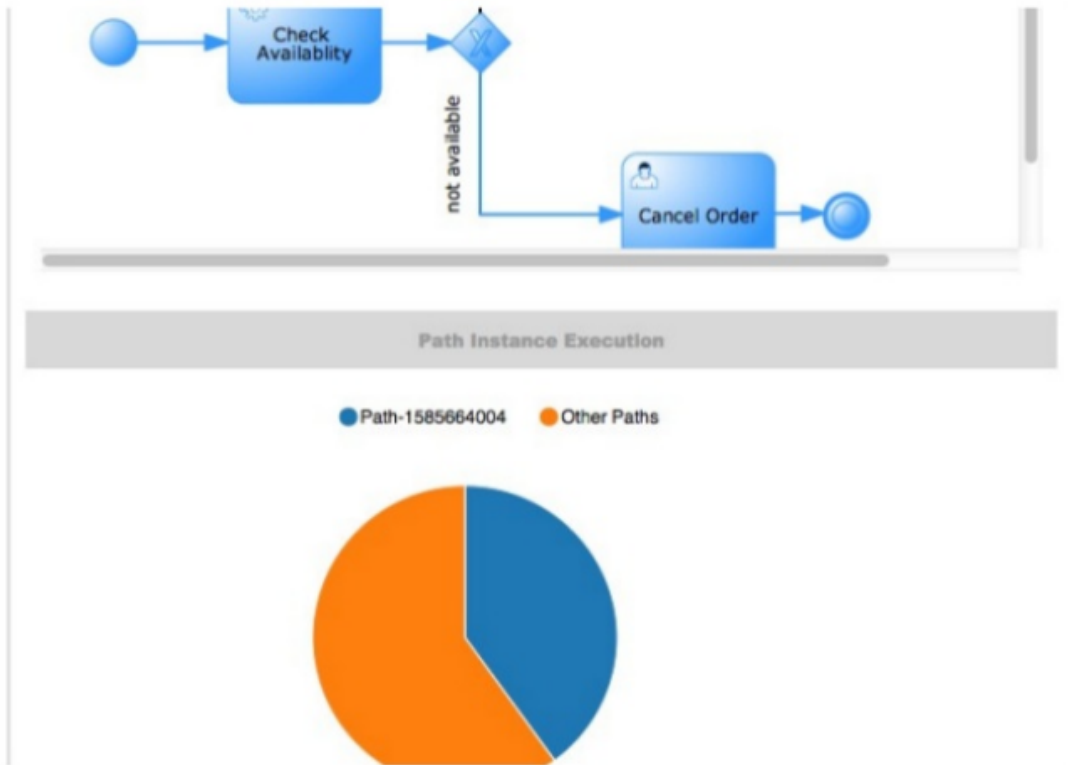 Check
Availablity
not available
Cancel Order
Path Instance Execution
Path-1585664004
Other Paths